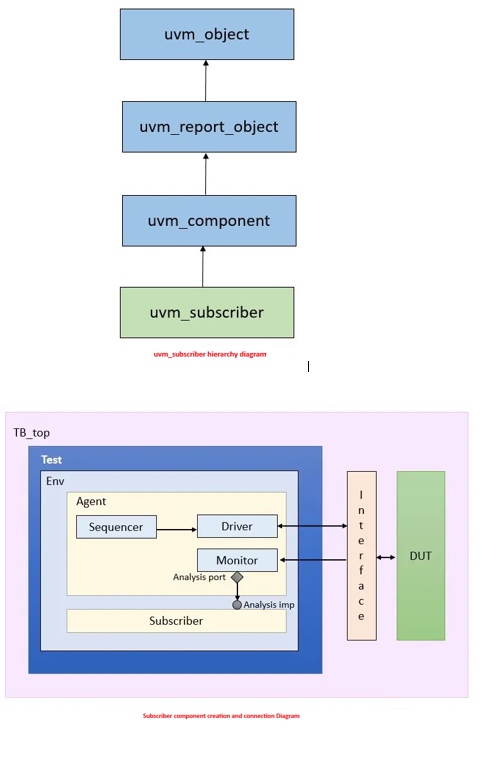 uvm_object
uvm_report_object
uvm_component
uvm_subscriber
uvm_subscriber hierarchy diagram
TB_top
Test
Env
Agent
Sequencer
Driver
Monitor
Analysis port
Analysis imp
Subscriber
Interface
DUT
Subscriber component creation and connection Diagram